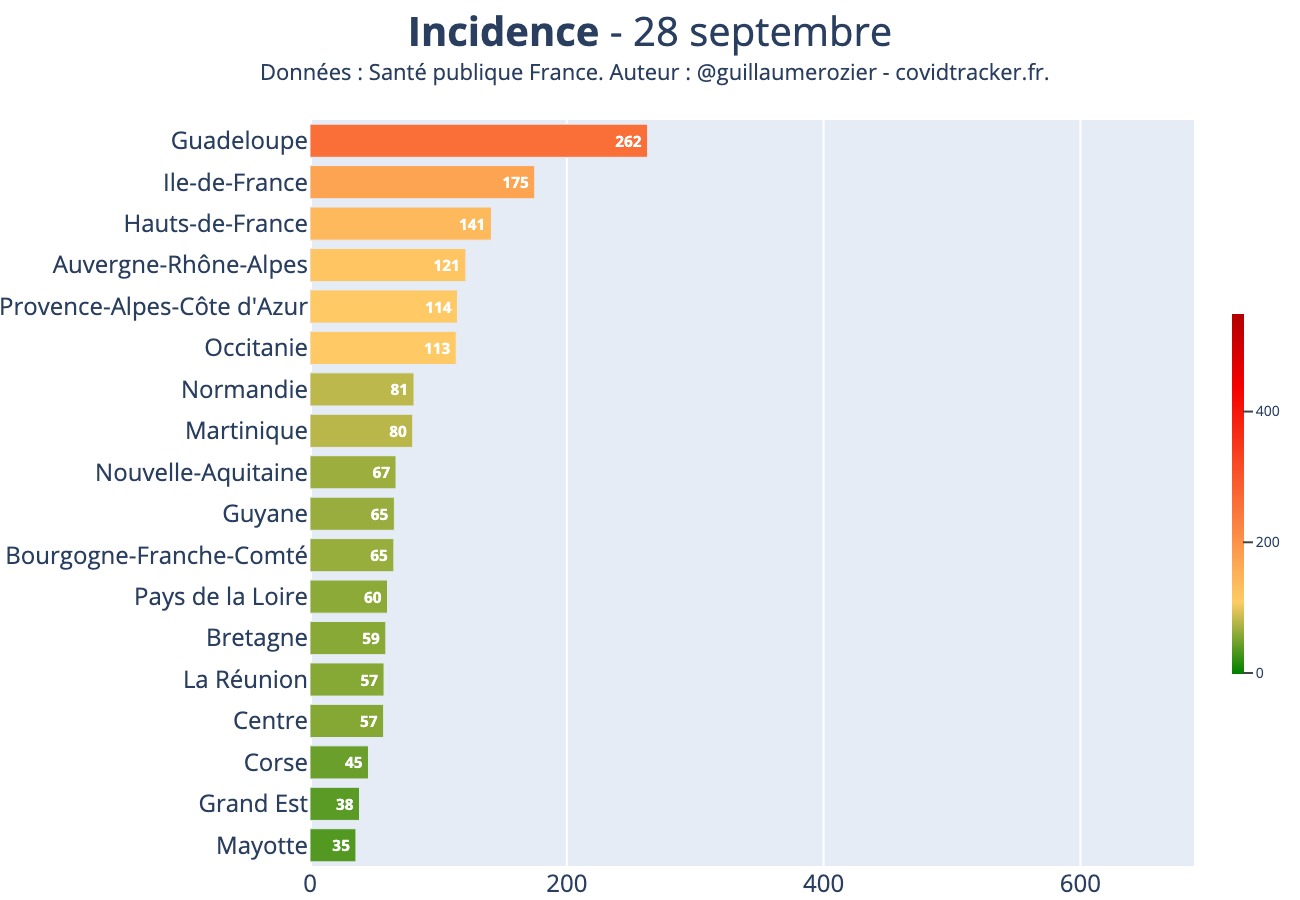 Incidence - 28 septembre
Données : Santé publique France. Auteur : @guillaumerozier - covidtracker.fr.
Guadeloupe 262
Ile-de-France 175
Hauts-de-France 141
Auvergne-Rhône-Alpes 121
Provence-Alpes-Côte d'Azur 114
Occitanie 113
Normandie 81
Martinique 80
Nouvelle-Aquitaine 67
Guyane 65
Bourgogne-Franche-Comté 65
Pays de la Loire 60
Bretagne 59
La Réunion 57
Centre 57
Corse 45
Grand Est 38
Mayotte 35
0 200 400 600
400
200
0